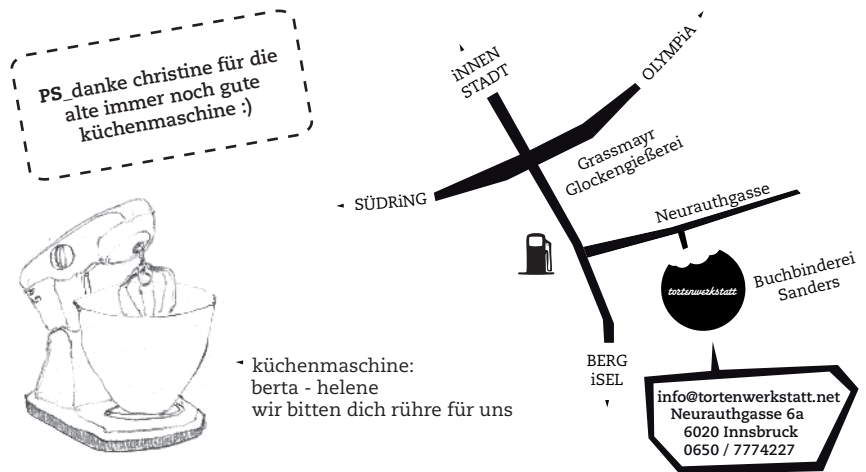 PS_danke christine für die
alte immer noch gute
küchenmaschine :)
iNNEN
STADT
OLYMPiA
Grassmayr
Glockengießerei
SÜDRiNG
Neurauthgasse
tortenwerkstatt
Buchbinderei
Sanders
BERG
iSEL
küchenmaschine:
berta - helene
wir bitten dich rühre für uns
info@tortenwerkstatt.net
Neurauthgasse 6a
6020 Innsbruck
0650 / 7774227